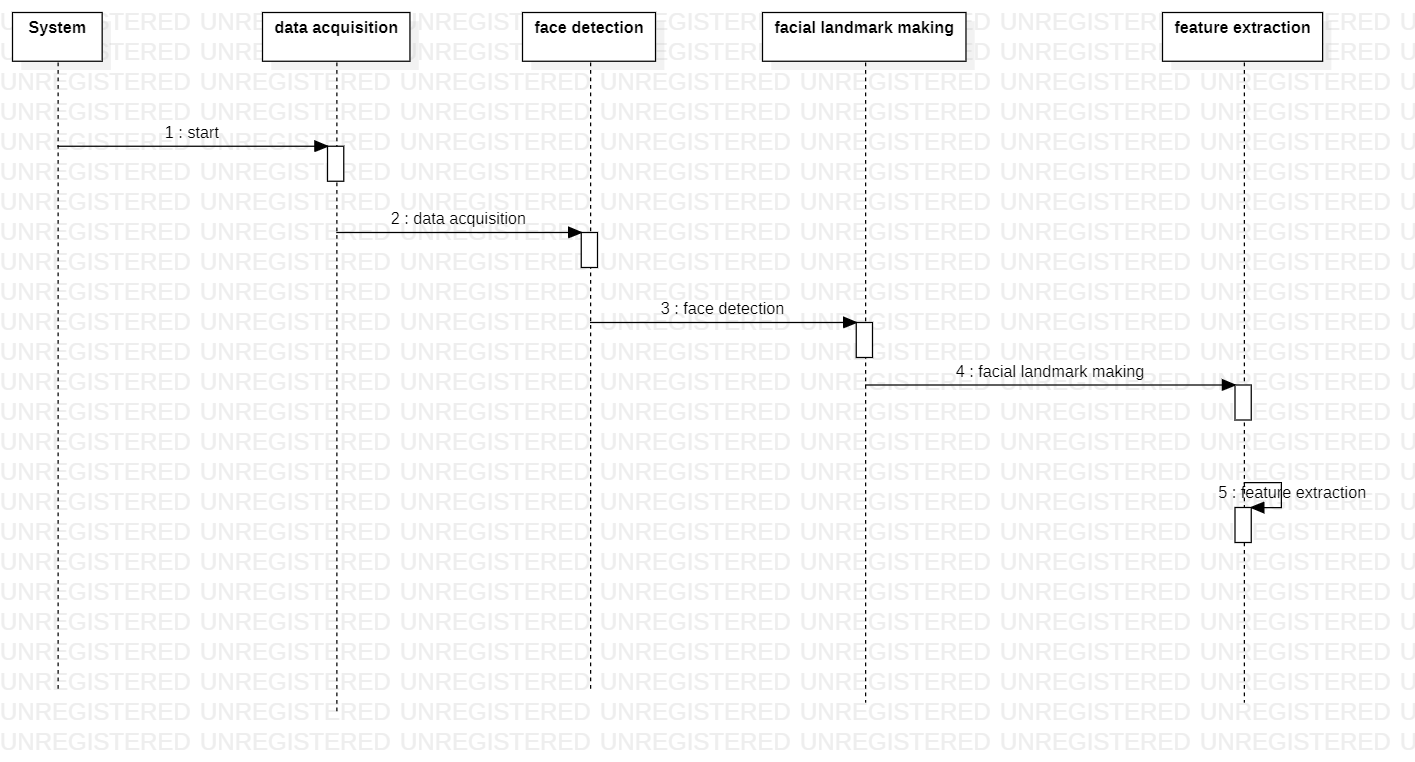 System
data acquisition
face detection
facial landmark making
feature extraction
1 : start
2 : data acquisition
3 : face detection
4 : facial landmark making
5 : feature extraction
UNREGISTERED